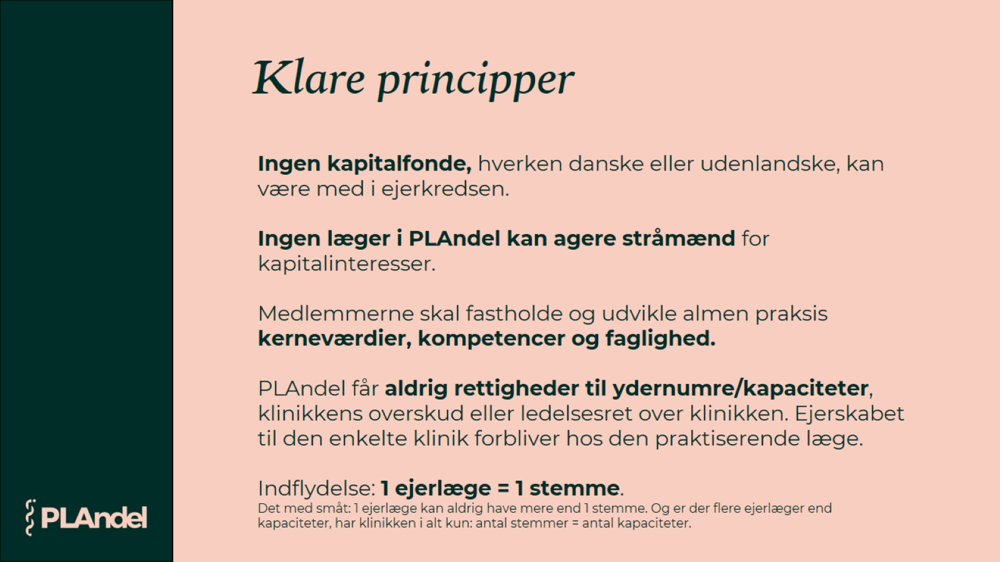 Klare principper
Ingen kapitalfonde, hverken danske eller udenlandske, kan
være med i ejerkredsen.
Ingen læger i PLAndel kan agere stråmænd for
kapitalinteresser.
Medlemmerne skal fastholde og udvikle almen praksis
kerneværdier, kompetencer og faglighed.
PLAndel får aldrig rettigheder til ydernumre/kapaciteter,
klinikkens overskud eller ledelsesret over klinikken. Ejerskabet
til den enkelte klinik forbliver hos den praktiserende læge.
Indflydelse: 1 ejerlæge = 1 stemme.
Det med småt: 1 ejerlæge kan aldrig have mere end 1 stemme. Og er der flere ejerlæger end
kapaciteter, har klinikken i alt kun: antal stemmer = antal kapaciteter.
PLAndel